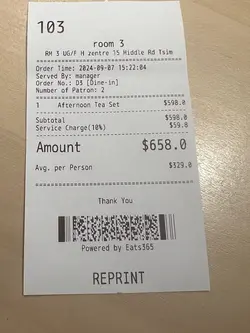 103
room 3
RM 3 UG/F H zentre 15 Middle Rd Tsim
Order Time: 2024-09-07 15:22:04
Served By: manager
Order No.: D3 [Dine-in]
Number of Patron: 2
1 Afternoon Tea Set $598.0
Subtotal $598.0
Service Charge(10%) $59.8
Amount $658.0
Avg. per Person $329.0
Thank You
Powered by Eats365
REPRINT